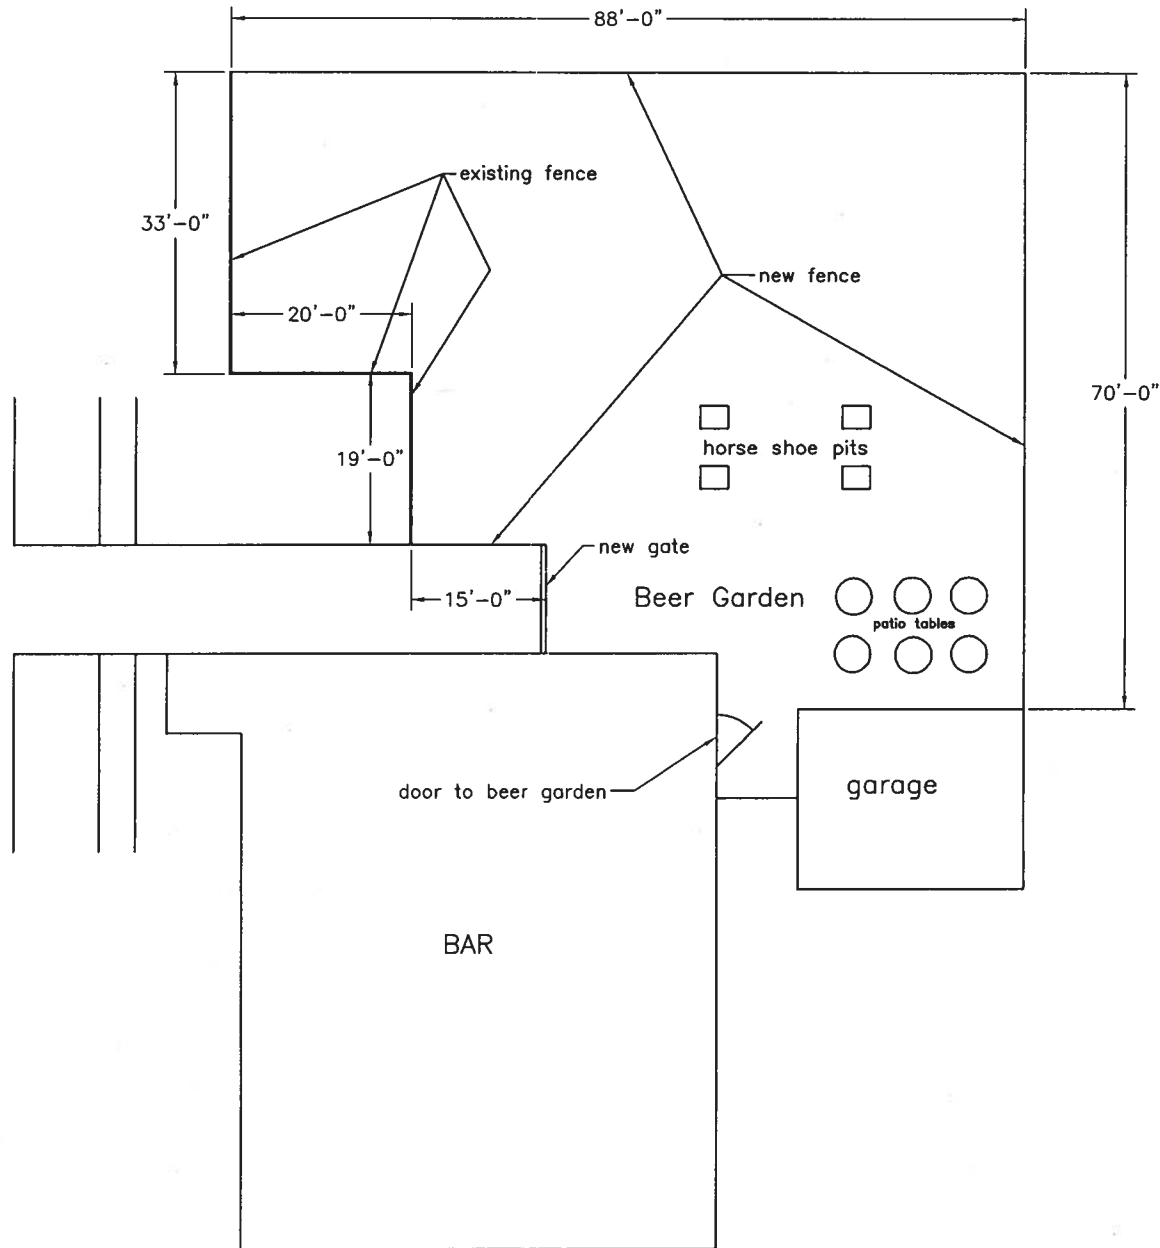 88'-0"
existing fence
33'-0"
new fence
20'-0"
70'-0"
horse shoe pits
19'-0"
new gate
15'-0"
Beer Garden
patio tables
door to beer garden
garage
BAR